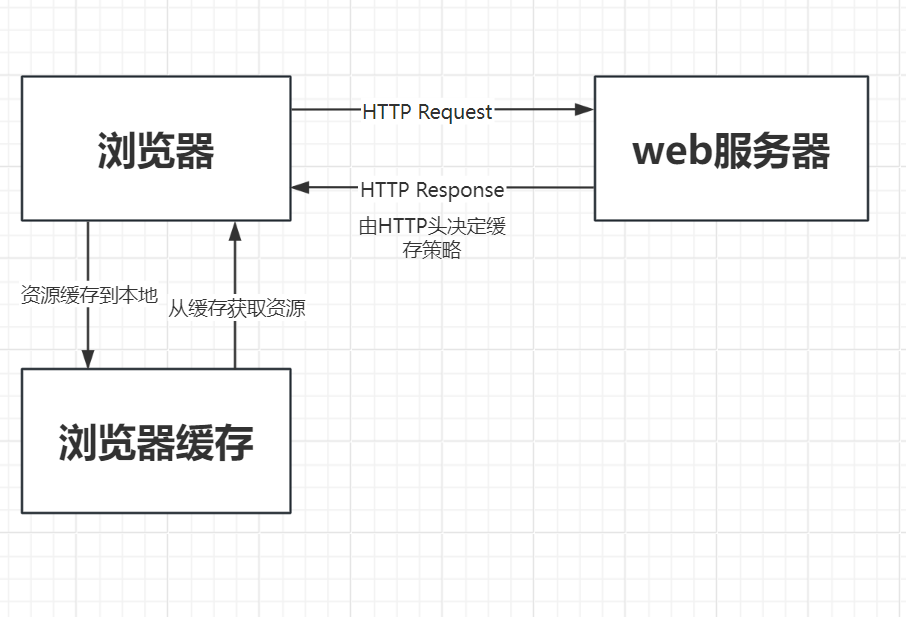 HTTP Request
浏览器
web服务器
HTTP Response
由HTTP头决定缓
存策略
资源缓存到本地
从缓存获取资源
浏览器缓存